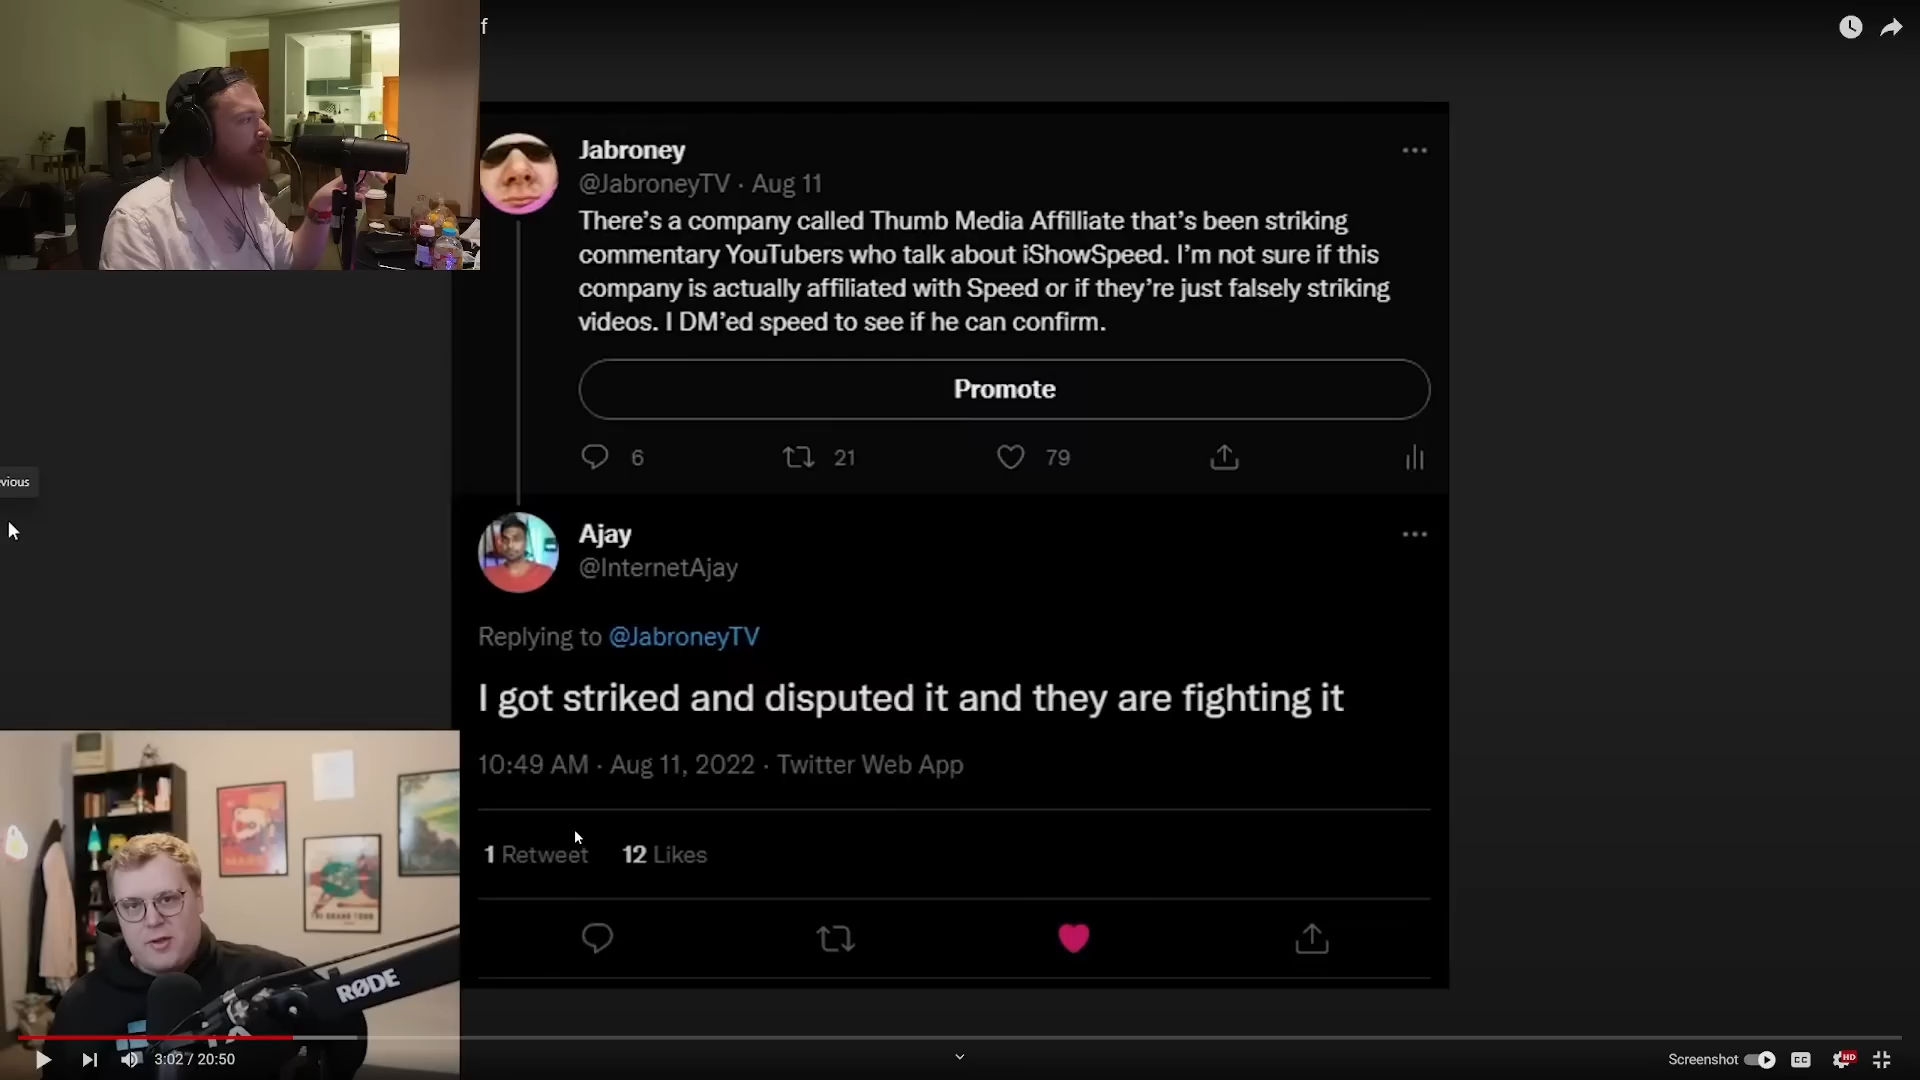 f
Jabroney
@JabroneyTV · Aug 11
There's a company called Thumb Media Affilliate that's been striking
commentary YouTubers who talk about iShowSpeed. I'm not sure if this
company is actually affiliated with Speed or if they're just falsely striking
videos. I DM'ed speed to see if he can confirm.
Promote
6 21 79
vious
Ajay
@InternetAjay
Replying to @JabroneyTV
I got striked and disputed it and they are fighting it
10:49 AM · Aug 11, 2022 · Twitter Web App
1 Retweet 12 Likes
RØDE
3:02 / 20:50
Screenshot
CC
HD